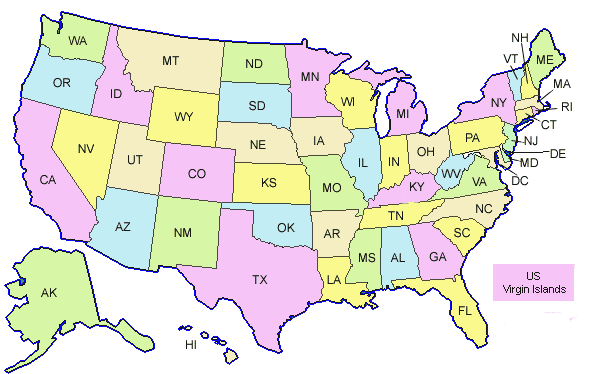 WA
MT
ND
MN
NH
VT
ME
OR
ID
SD
WI
MI
NY
MA
RI
CT
WY
NE
IA
PA
NJ
NV
UT
CO
KS
MO
IL
IN
OH
WV
DE
MD
VA
DC
CA
AZ
NM
OK
AR
KY
TN
NC
SC
TX
LA
MS
AL
GA
FL
US
Virgin Islands
AK
HI